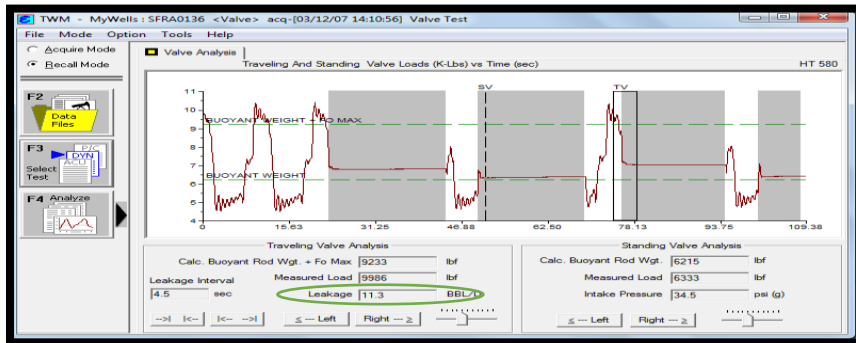 TWM - MyWells : SFRA0136 <Valve> acq-[03/12/07 14:10:56] Valve Test
File Mode Option Tools Help
Acquire Mode
Recall Mode
F2
Data Files
F3
P/C
DYN
ACU
Select Test
F4 Analyze
Valve Analysis
Traveling And Standing Valve Loads (K-Lbs) vs Time (sec) HT 580
SV TV
11
10
9
8
7
6
5
4
BUOYANT WEIGHT + Fo MAX
BUOYANT WEIGHT
0 15.63 31.25 46.88 62.50 78.13 93.75 109.38
Traveling Valve Analysis
Calc. Buoyant Rod Wgt. + Fo Max 9233 lbf
Leakage Interval
Measured Load 9986 lbf
4.5 sec
Leakage 11.3 BBL/D
-->| |<-- |<-- -->| ≤ --- Left Right --- ≥
Standing Valve Analysis
Calc. Buoyant Rod Wgt. 6215 lbf
Measured Load 6333 lbf
Intake Pressure 34.5 psi (g)
≤ --- Left Right --- ≥